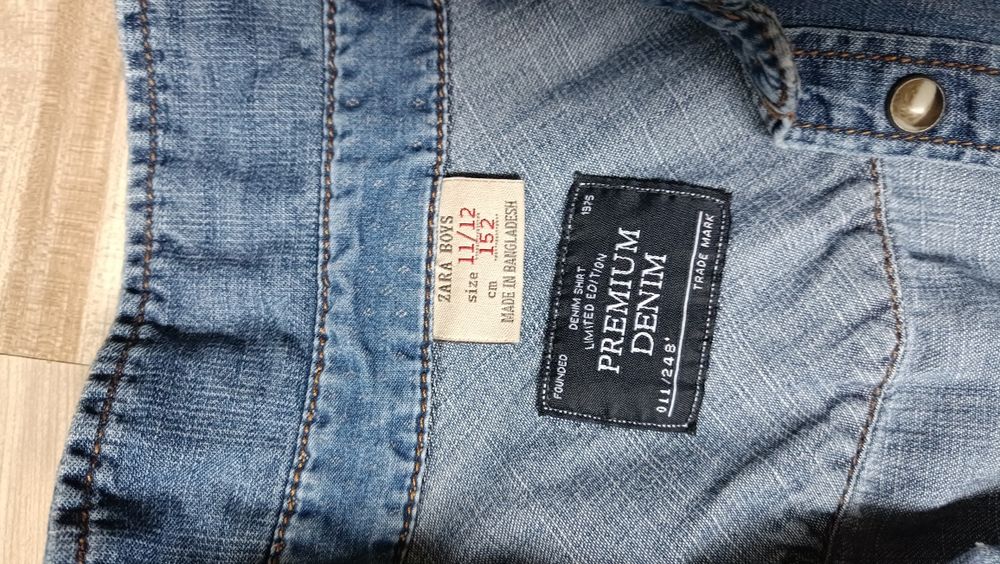 ZARA BOYS
size 11/12
cm 152
MADE IN BANGLADESH
FOUNDED 1975
DENIM SHIRT
LIMITED EDITION
PREMIUM
DENIM
011/248'
TRADE MARK